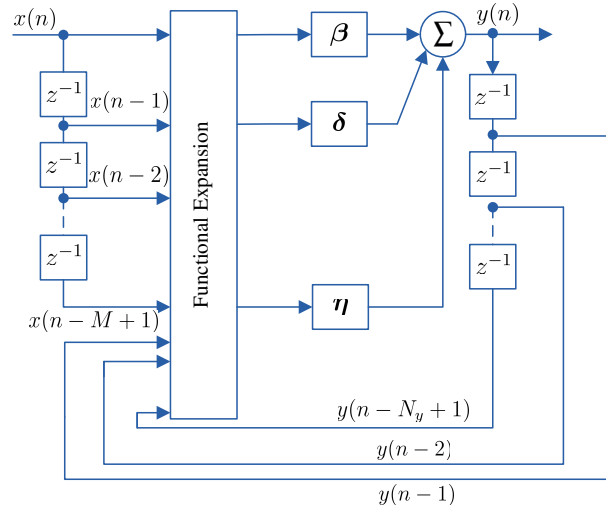 x(n)
y(n)
β
Σ
z⁻¹
z⁻¹
x(n − 1)
δ
z⁻¹
x(n − 2)
z⁻¹
Functional Expansion
z⁻¹
z⁻¹
η
x(n − M + 1)
y(n − N_y + 1)
y(n − 2)
y(n − 1)